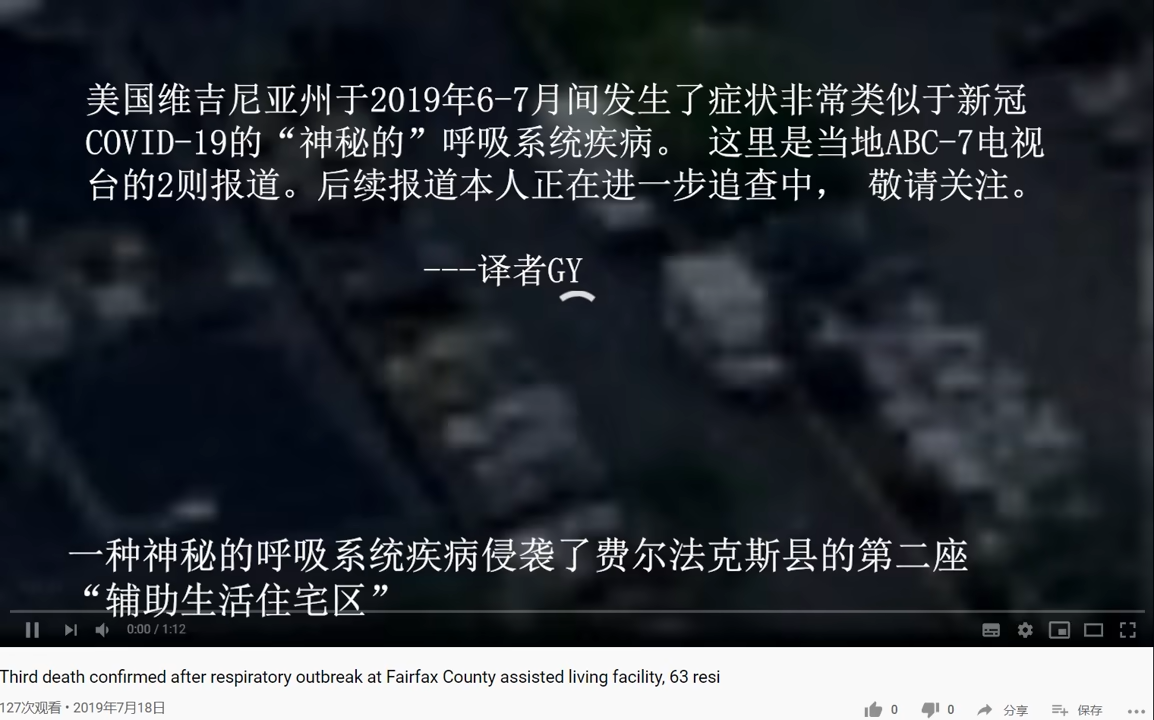 美国维吉尼亚州于2019年6-7月间发生了症状非常类似于新冠
COVID-19的“神秘的”呼吸系统疾病。 这里是当地ABC-7电视
台的2则报道。后续报道本人正在进一步追查中， 敬请关注。
---译者GY
一种神秘的呼吸系统疾病侵袭了费尔法克斯县的第二座
“辅助生活住宅区”
0:00 / 1:12
Third death confirmed after respiratory outbreak at Fairfax County assisted living facility, 63 resi
127次观看 • 2019年7月18日
0 0 分享 保存